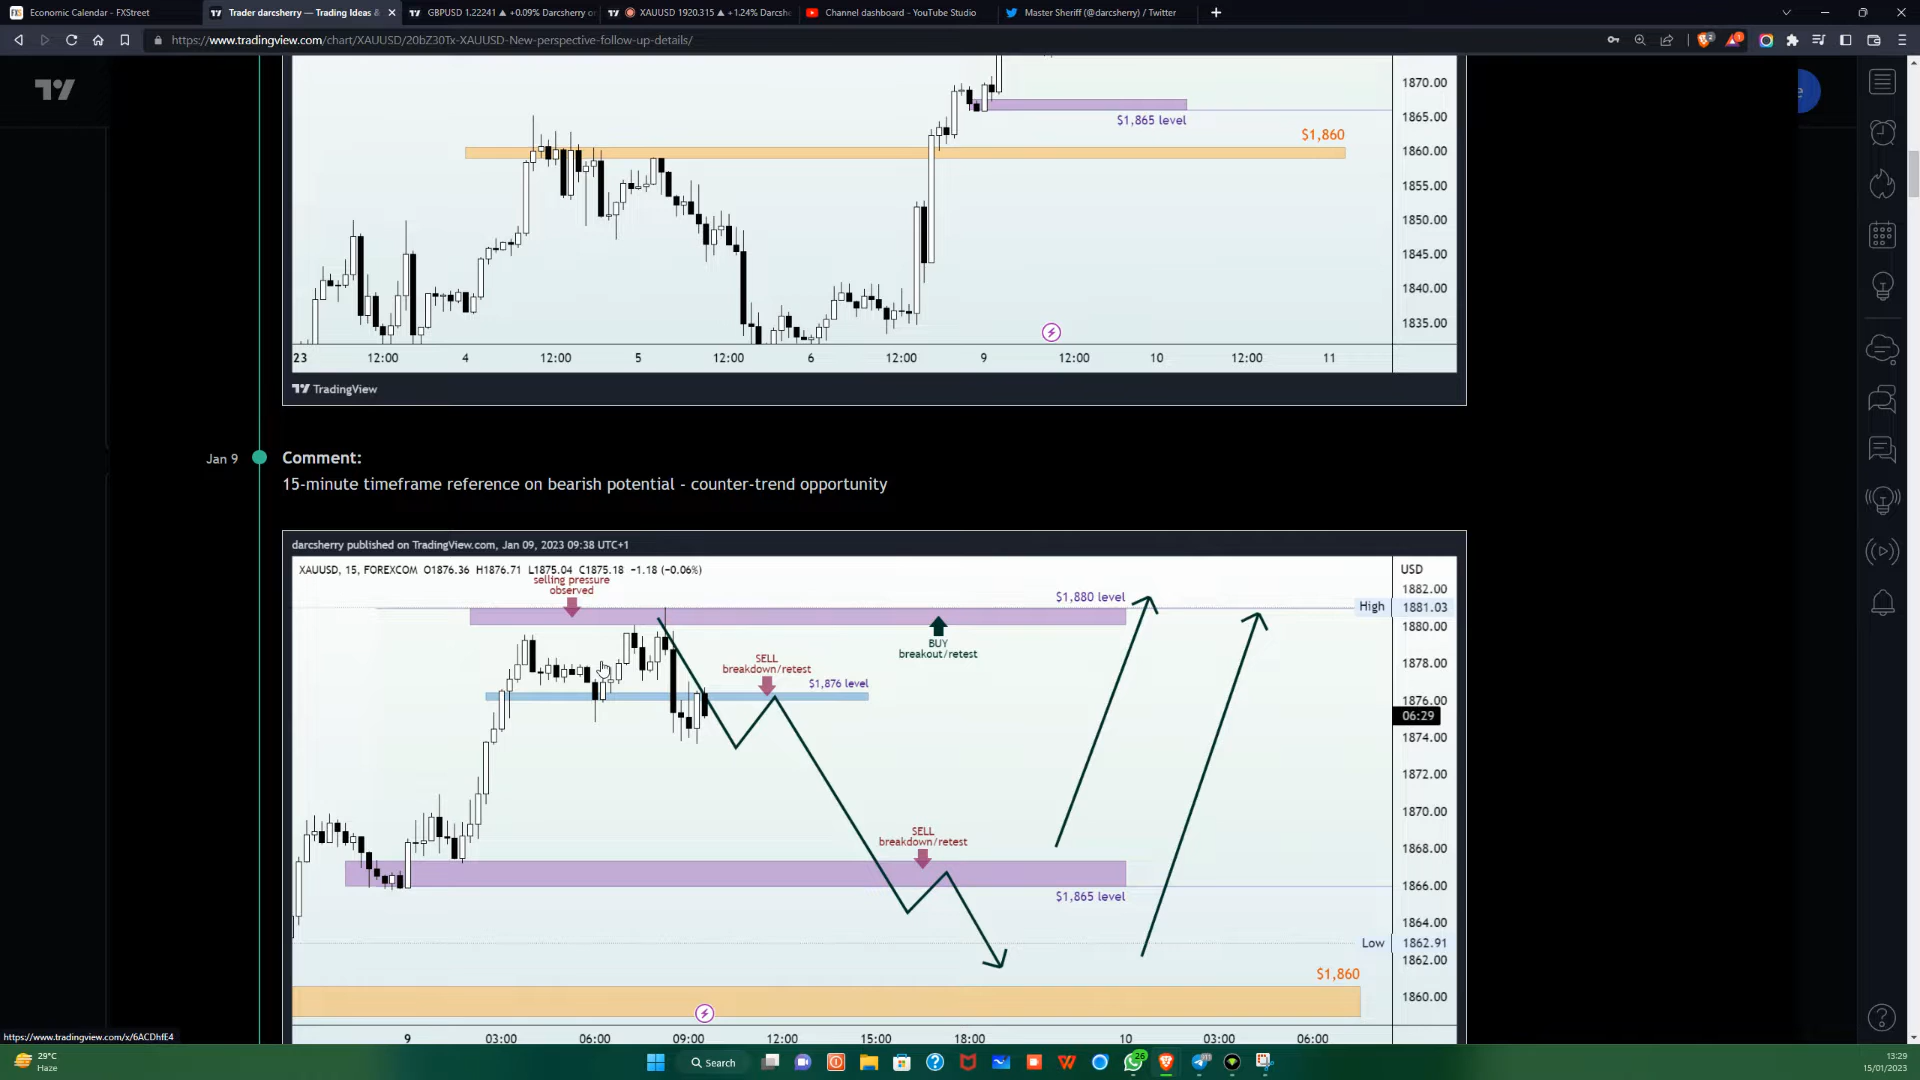 Economic Calendar - FXStreet
Trader darcsherry — Trading Ideas &
GBPUSD 1.22241 ▲ +0.09% Darcsherry o
XAUUSD 1920.315 ▲ +1.24% Darcsh
Channel dashboard - YouTube Studio
Master Sheriff (@darcsherry) / Twitter
https://www.tradingview.com/chart/XAUUSD/20bZ30Tx-XAUUSD-New-perspective-follow-up-details/
1870.00
$1,865 level
1865.00
$1,860
1860.00
1855.00
1850.00
1845.00
1840.00
1835.00
23 12:00 4 12:00 5 12:00 6 12:00 9 12:00 10 12:00 11
TradingView
Jan 9
Comment:
15-minute timeframe reference on bearish potential - counter-trend opportunity
darcsherry published on TradingView.com, Jan 09, 2023 09:38 UTC+1
XAUUSD, 15, FOREXCOM O1876.36 H1876.71 L1875.04 C1875.18 −1.18 (−0.06%)
USD
selling pressure
observed
1882.00
$1,880 level
High 1881.03
1880.00
BUY
breakout/retest
SELL
breakdown/retest
1878.00
$1,876 level
1876.00
06:29
1874.00
1872.00
1870.00
SELL
breakdown/retest
1868.00
1866.00
$1,865 level
1864.00
Low 1862.91
1862.00
$1,860
1860.00
9 03:00 06:00 09:00 12:00 15:00 18:00 10 03:00 06:00
https://www.tradingview.com/x/6ACDhfE4
29°C
Haze
Search
26
13:29
15/01/2023